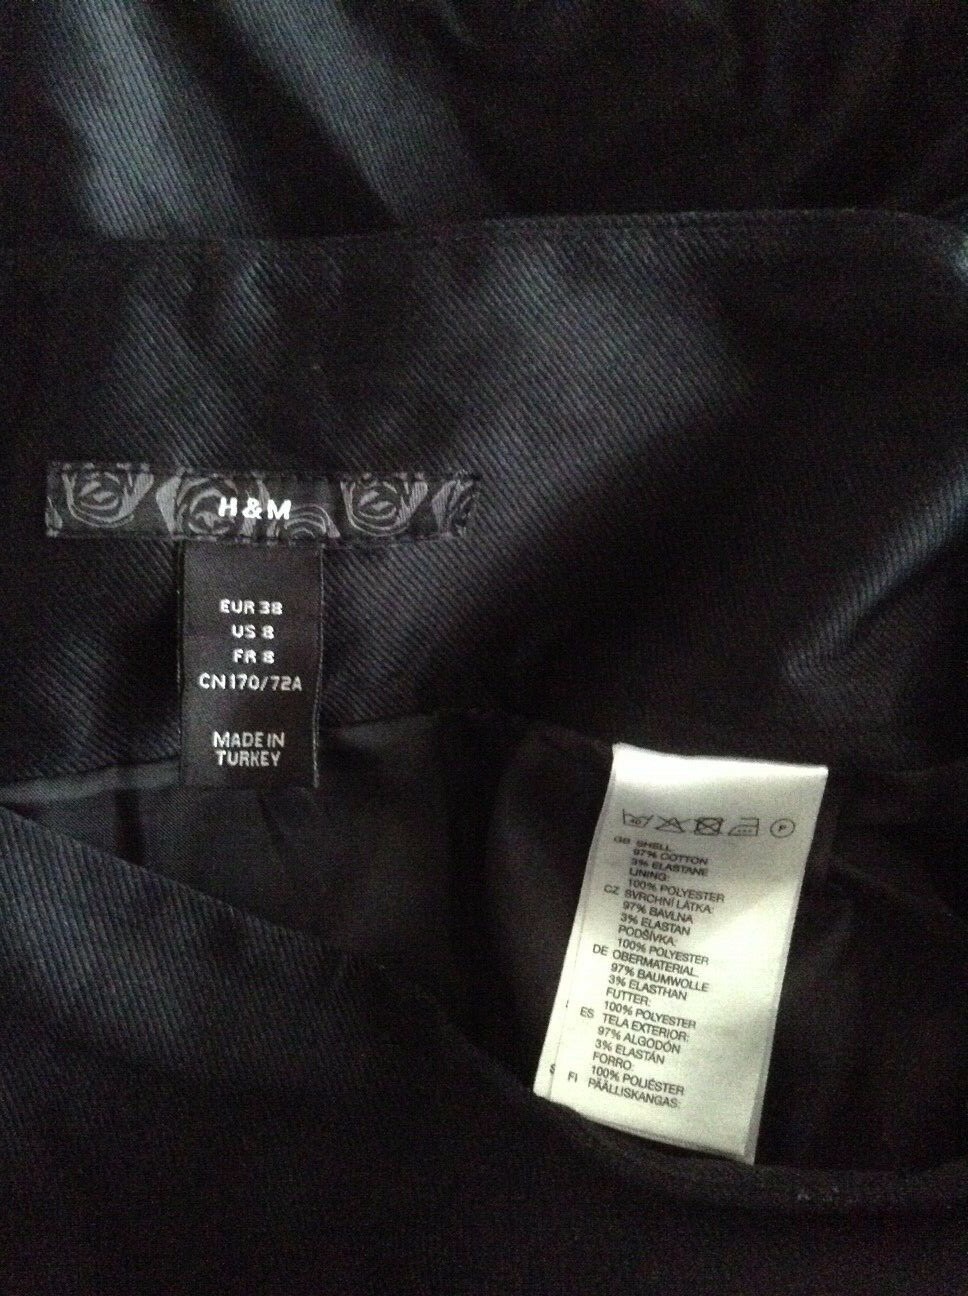 H&M
EUR 38
US 8
FR 8
CN 170/72A
MADE IN
TURKEY
40
P
GB SHELL:
97% COTTON
3% ELASTANE
LINING:
100% POLYESTER
CZ SVRCHNÍ LÁTKA:
97% BAVLNA
3% ELASTAN
PODŠÍVKA:
100% POLYESTER
DE OBERMATERIAL
97% BAUMWOLLE
3% ELASTHAN
FUTTER:
100% POLYESTER
ES TELA EXTERIOR:
97% ALGODÓN
3% ELASTÁN
FORRO:
100% POLIÉSTER
FI PÄÄLLISKANGAS: